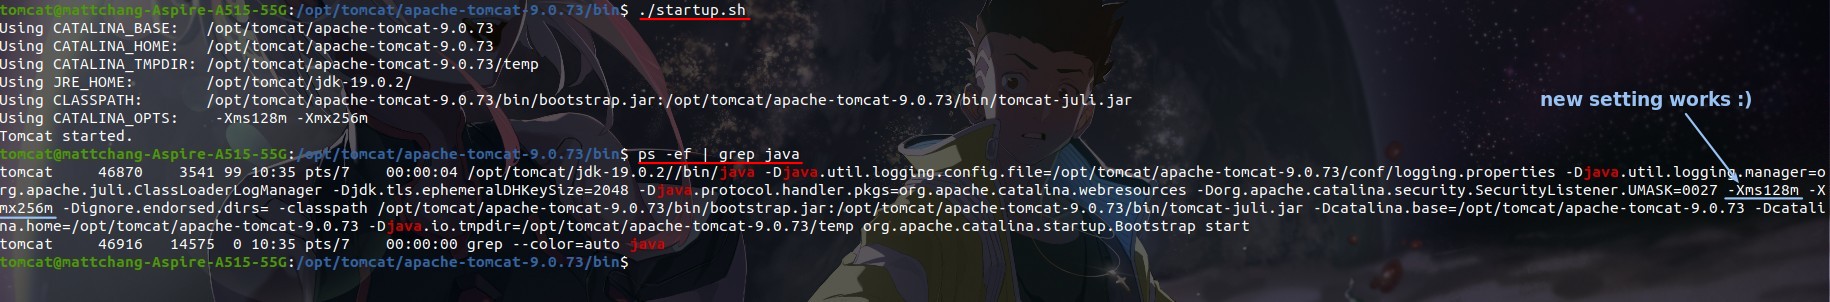 tomcat@mattchang-Aspire-A515-55G:/opt/tomcat/apache-tomcat-9.0.73/bin$ ./startup.sh
Using CATALINA_BASE:   /opt/tomcat/apache-tomcat-9.0.73
Using CATALINA_HOME:   /opt/tomcat/apache-tomcat-9.0.73
Using CATALINA_TMPDIR: /opt/tomcat/apache-tomcat-9.0.73/temp
Using JRE_HOME:        /opt/tomcat/jdk-19.0.2/
Using CLASSPATH:       /opt/tomcat/apache-tomcat-9.0.73/bin/bootstrap.jar:/opt/tomcat/apache-tomcat-9.0.73/bin/tomcat-juli.jar
new setting works :)
Using CATALINA_OPTS:    -Xms128m -Xmx256m
Tomcat started.
tomcat@mattchang-Aspire-A515-55G:/opt/tomcat/apache-tomcat-9.0.73/bin$ ps -ef | grep java
tomcat     46870    3541 99 10:35 pts/7    00:00:04 /opt/tomcat/jdk-19.0.2//bin/java -Djava.util.logging.config.file=/opt/tomcat/apache-tomcat-9.0.73/conf/logging.properties -Djava.util.logging.manager=o
rg.apache.juli.ClassLoaderLogManager -Djdk.tls.ephemeralDHKeySize=2048 -Djava.protocol.handler.pkgs=org.apache.catalina.webresources -Dorg.apache.catalina.security.SecurityListener.UMASK=0027 -Xms128m -X
mx256m -Dignore.endorsed.dirs= -classpath /opt/tomcat/apache-tomcat-9.0.73/bin/bootstrap.jar:/opt/tomcat/apache-tomcat-9.0.73/bin/tomcat-juli.jar -Dcatalina.base=/opt/tomcat/apache-tomcat-9.0.73 -Dcatali
na.home=/opt/tomcat/apache-tomcat-9.0.73 -Djava.io.tmpdir=/opt/tomcat/apache-tomcat-9.0.73/temp org.apache.catalina.startup.Bootstrap start
tomcat     46916   14575  0 10:35 pts/7    00:00:00 grep --color=auto java
tomcat@mattchang-Aspire-A515-55G:/opt/tomcat/apache-tomcat-9.0.73/bin$